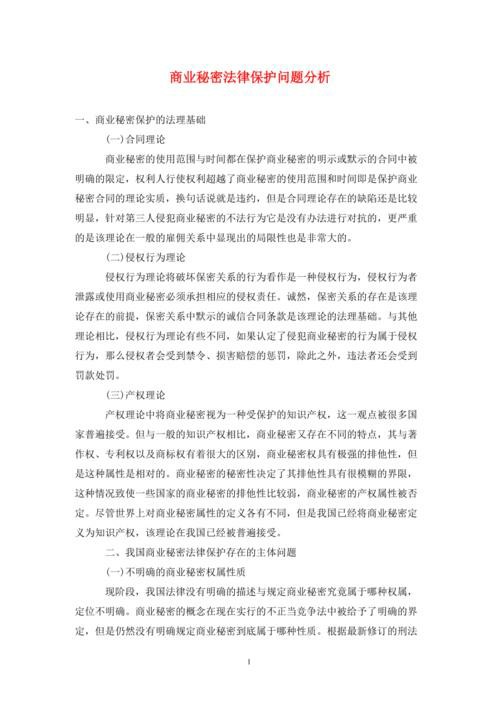 商业秘密法律保护问题分析
一、商业秘密保护的法理基础
(一)合同理论
商业秘密的使用范围与时间都在保护商业秘密的明示或默示的合同中被
明确的限定，权利人行使权利超越了商业秘密的使用范围和时间即是保护商业
秘密合同的理论实质，换句话说就是违约，但是合同理论存在的缺陷还是比较
明显，针对第三人侵犯商业秘密的不法行为它是没有办法进行对抗的，更严重
的是该理论在一般的雇佣关系中显现出的局限性也是非常大的。
(二)侵权行为理论
侵权行为理论将破坏保密关系的行为看作是一种侵权行为，侵权行为者
泄露或使用商业秘密必须承担相应的侵权责任。诚然，保密关系的存在是该理
论存在的前提，保密关系中默示的诚信合同条款是该理论的法理基础。与其
他理论相比，侵权行为理论有些不同，如果认定了侵犯商业秘密的行为属于侵权
行为，那么侵权者会受到禁令、损害赔偿的惩罚，除此之外，违法者还会受到
罚款处罚。
(三)产权理论
产权理论中将商业秘密视为一种受保护的知识产权，这一观点被很多国
家普遍接受。但与一般的知识产权相比，商业秘密又存在不同的特点，其与著
作权、专利权以及商标权有着很大的区别，商业秘密权具有极强的排他性，但
是这种属性是相对的。商业秘密的秘密性决定了其排他性具有很模糊的界限，
这种情况致使一些国家的商业秘密的排他性比较弱，商业秘密的产权属性被否
定。尽管世界上对商业秘密属性的定义各有不同，但是我国已经将商业秘密定
义为知识产权，该理论在我国已经被普遍接受。
二、我国商业秘密法律保护存在的主体问题
(一)不明确的商业秘密权属性质
现阶段，我国法律没有明确的描述与规定商业秘密究竟属于哪种权属，
定位不明确。商业秘密的概念在现在实行的不正当竞争法中被给予了明确的界
定，但是仍然没有明确规定商业秘密到底属于哪种性质。根据最新修订的刑法
1